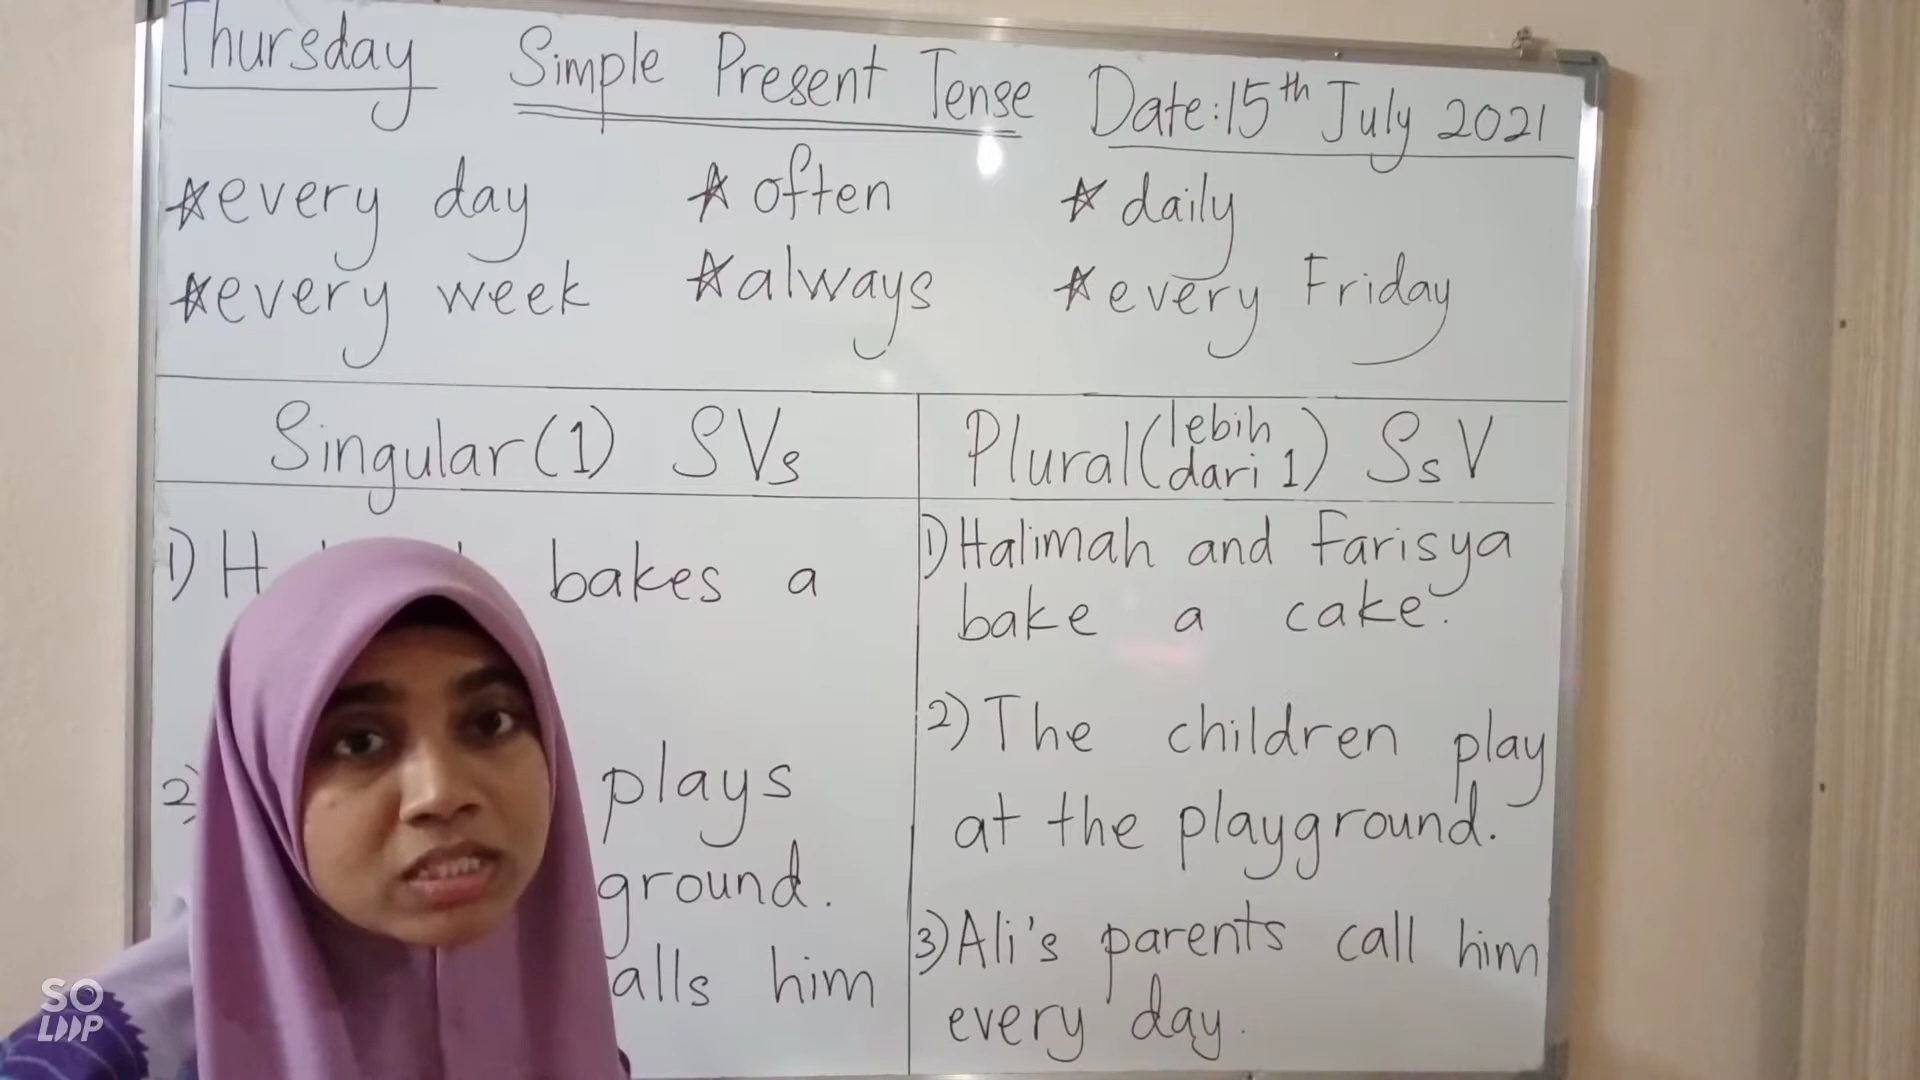 Thursday Simple Present Tense Date:15th July 2021
☆every day ☆often ☆daily
☆every week ☆always ☆every Friday
Singular(1) SVs
bakes a
2)
plays
ground.
alls him
Plural(lebih dari 1) SsV
1)Halimah and Farisya
bake a cake.
2)The children play
at the playground.
3)Ali's parents call him
every day.
SO
LOOP